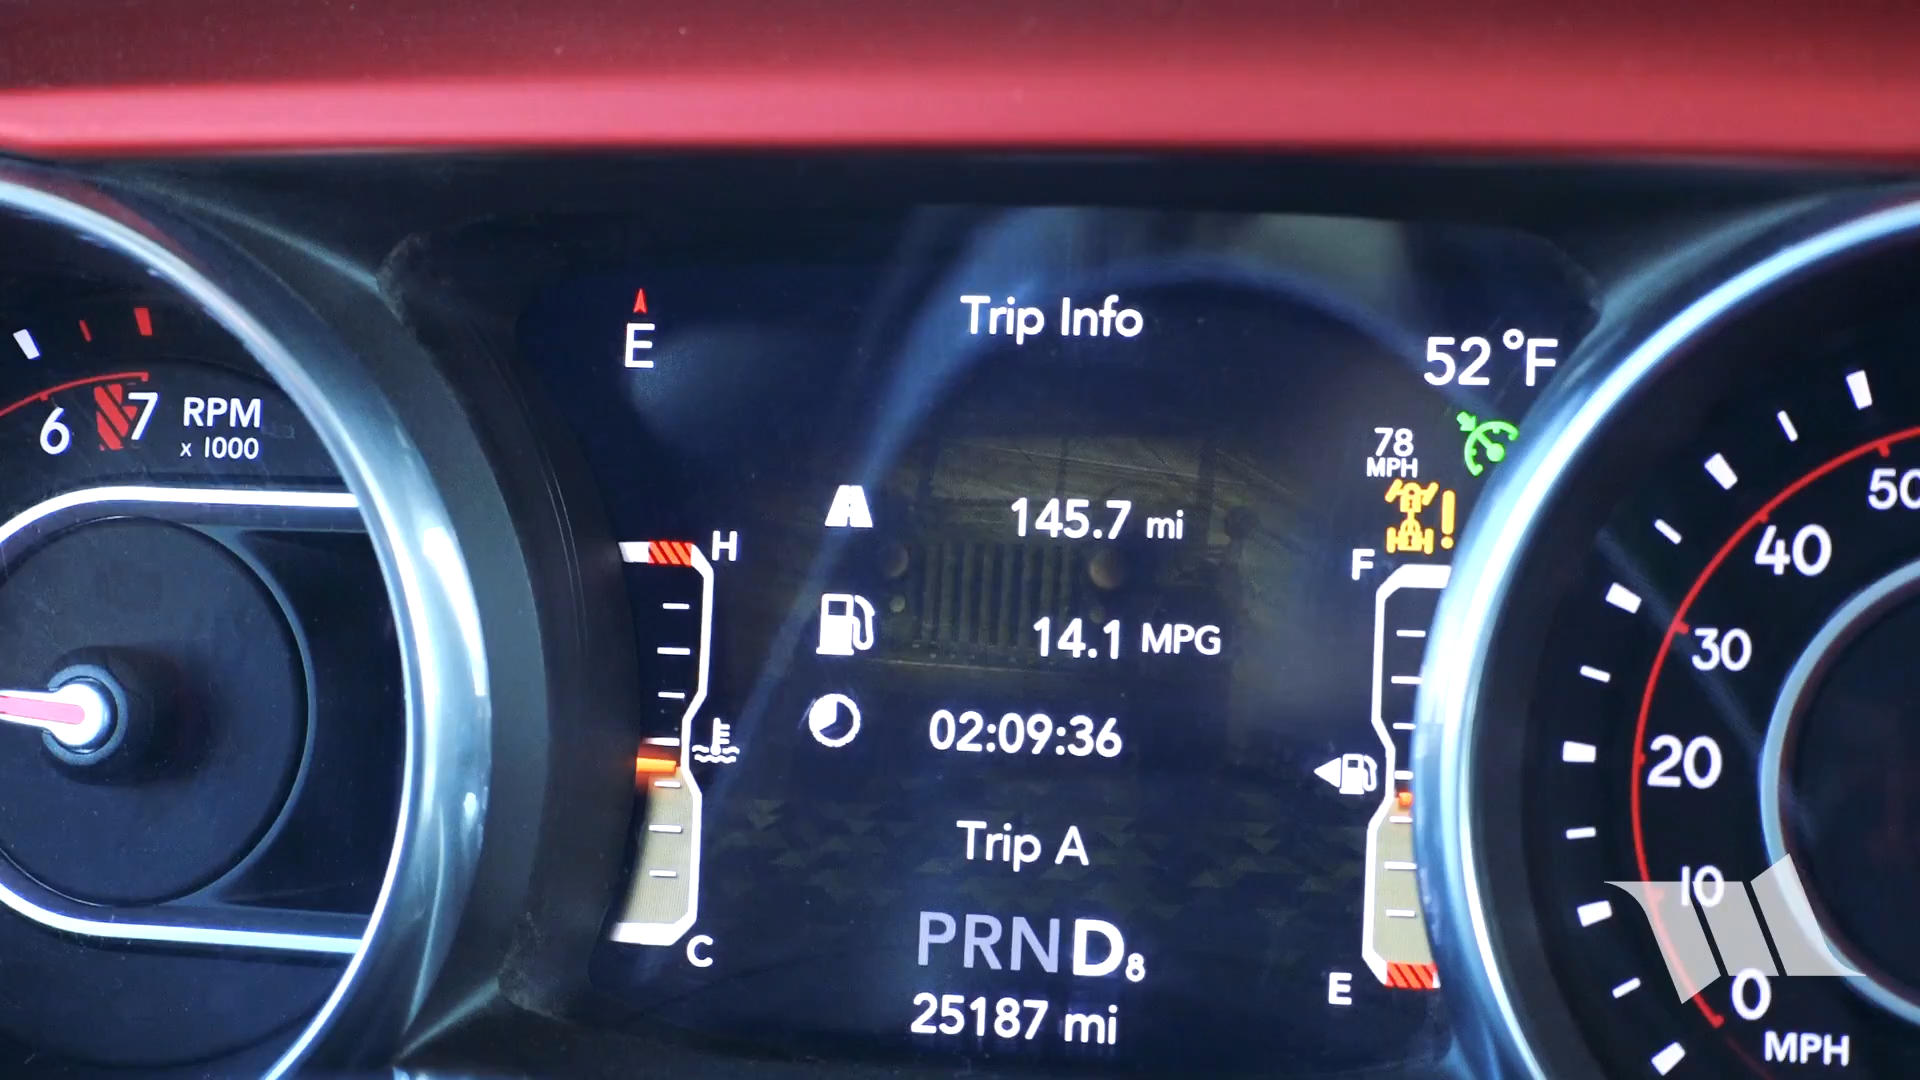 Trip Info
E
52°F
78
MPH
6
7
RPM
x 1000
H
F
145.7 mi
14.1 MPG
02:09:36
Trip A
C
E
PRND8
25187 mi
50
40
30
20
10
0
MPH